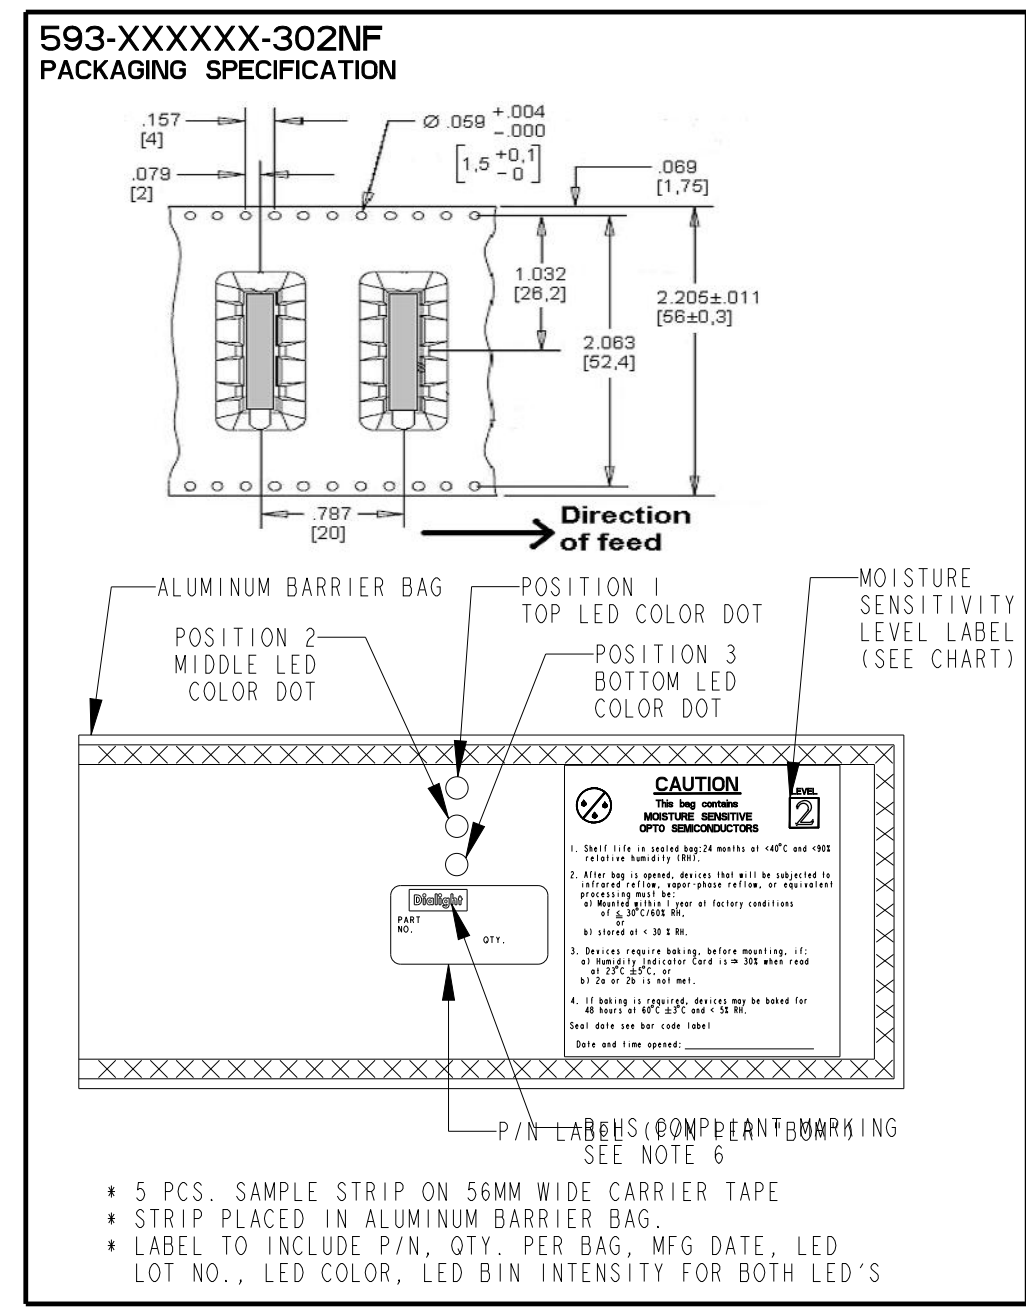 593-XXXXXX-302NF
PACKAGING SPECIFICATION
.157
[4]
Ø .059 +.004
-.000
[1,5 +0,1
- 0]
.079
[2]
.069
[1,75]
1.032
[26,2]
2.205±.011
[56±0,3]
2.063
[52,4]
.787
[20]
Direction
of feed
ALUMINUM BARRIER BAG
POSITION 1
TOP LED COLOR DOT
MOISTURE
SENSITIVITY
LEVEL LABEL
(SEE CHART)
POSITION 2
MIDDLE LED
COLOR DOT
POSITION 3
BOTTOM LED
COLOR DOT
CAUTION
This bag contains
MOISTURE SENSITIVE
OPTO SEMICONDUCTORS
LEVEL
2
1. Shelf life in sealed bag:24 months at <40°C and <90%
relative humidity (RH).
2. After bag is opened, devices that will be subjected to
infrared reflow, vapor-phase reflow, or equivalent
processing must be:
a) Mounted within 1 year at factory conditions
of ≤ 30°C/60% RH,
or
b) stored at < 30 % RH.
3. Devices require baking, before mounting, if:
a) Humidity Indicator Card is = 30% when read
at 23°C ±5°C, or
b) 2a or 2b is not met.
4. If baking is required, devices may be baked for
48 hours at 60°C ±3°C and < 5% RH.
Seal date see bar code label
Date and time opened:
Dialight
PART
NO.
QTY.
P/N LABEL (P/N PER "BOM")
RoHS COMPLIANT MARKING
SEE NOTE 6
* 5 PCS. SAMPLE STRIP ON 56MM WIDE CARRIER TAPE
* STRIP PLACED IN ALUMINUM BARRIER BAG.
* LABEL TO INCLUDE P/N, QTY. PER BAG, MFG DATE, LED
LOT NO., LED COLOR, LED BIN INTENSITY FOR BOTH LED'S